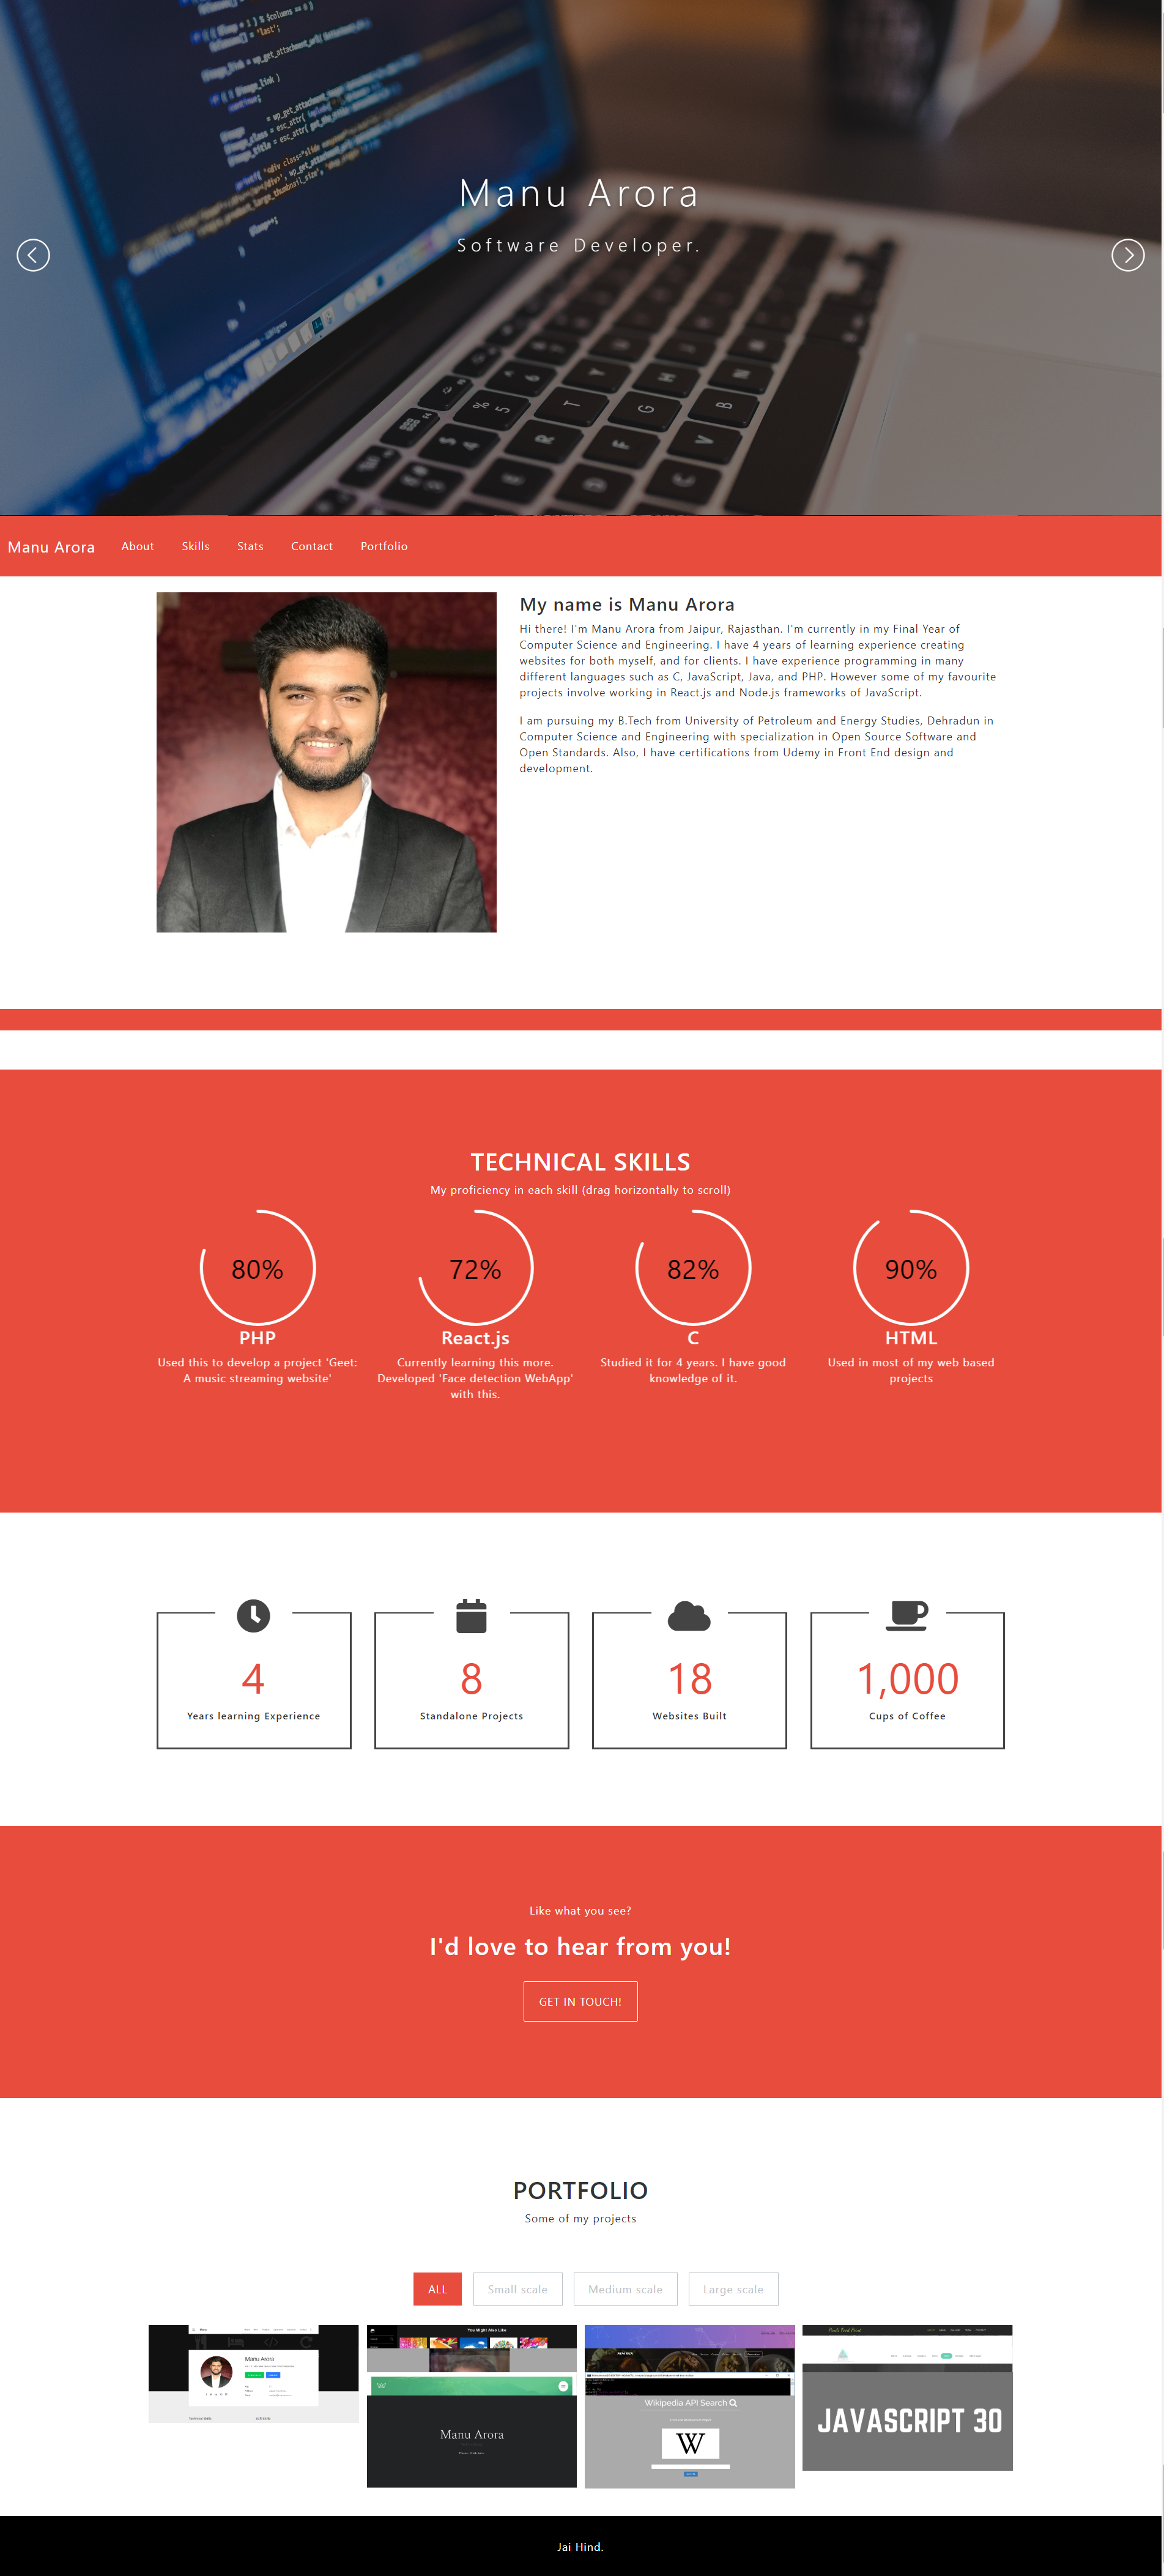 Manu Arora
Software Developer.
Manu Arora
About
Skills
Stats
Contact
Portfolio
My name is Manu Arora
Hi there! I'm Manu Arora from Jaipur, Rajasthan. I'm currently in my Final Year of
Computer Science and Engineering. I have 4 years of learning experience creating
websites for both myself, and for clients. I have experience programming in many
different languages such as C, JavaScript, Java, and PHP. However some of my favourite
projects involve working in React.js and Node.js frameworks of JavaScript.
I am pursuing my B.Tech from University of Petroleum and Energy Studies, Dehradun in
Computer Science and Engineering with specialization in Open Source Software and
Open Standards. Also, I have certifications from Udemy in Front End design and
development.
TECHNICAL SKILLS
My proficiency in each skill (drag horizontally to scroll)
80%
PHP
Used this to develop a project 'Geet:
A music streaming website'
72%
React.js
Currently learning this more.
Developed 'Face detection WebApp'
with this.
82%
C
Studied it for 4 years. I have good
knowledge of it.
90%
HTML
Used in most of my web based
projects
4
Years learning Experience
8
Standalone Projects
18
Websites Built
1,000
Cups of Coffee
Like what you see?
I'd love to hear from you!
GET IN TOUCH!
PORTFOLIO
Some of my projects
ALL
Small scale
Medium scale
Large scale
Manu Arora
Technical Skills
Soft Skills
You Might Also Like
Manu Arora
Wikipedia API Search
W
JAVASCRIPT 30
Jai Hind.